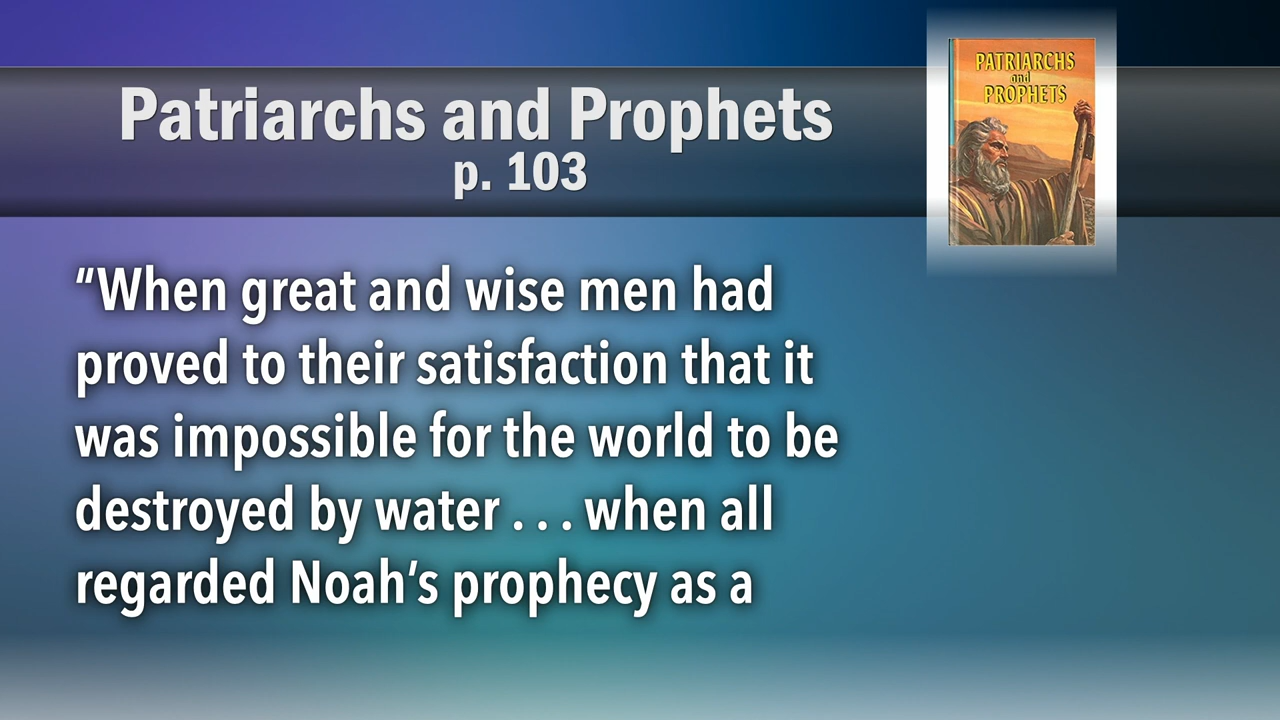 Patriarchs and Prophets
p. 103
PATRIARCHS
and
PROPHETS
“When great and wise men had
proved to their satisfaction that it
was impossible for the world to be
destroyed by water . . . when all
regarded Noah’s prophecy as a